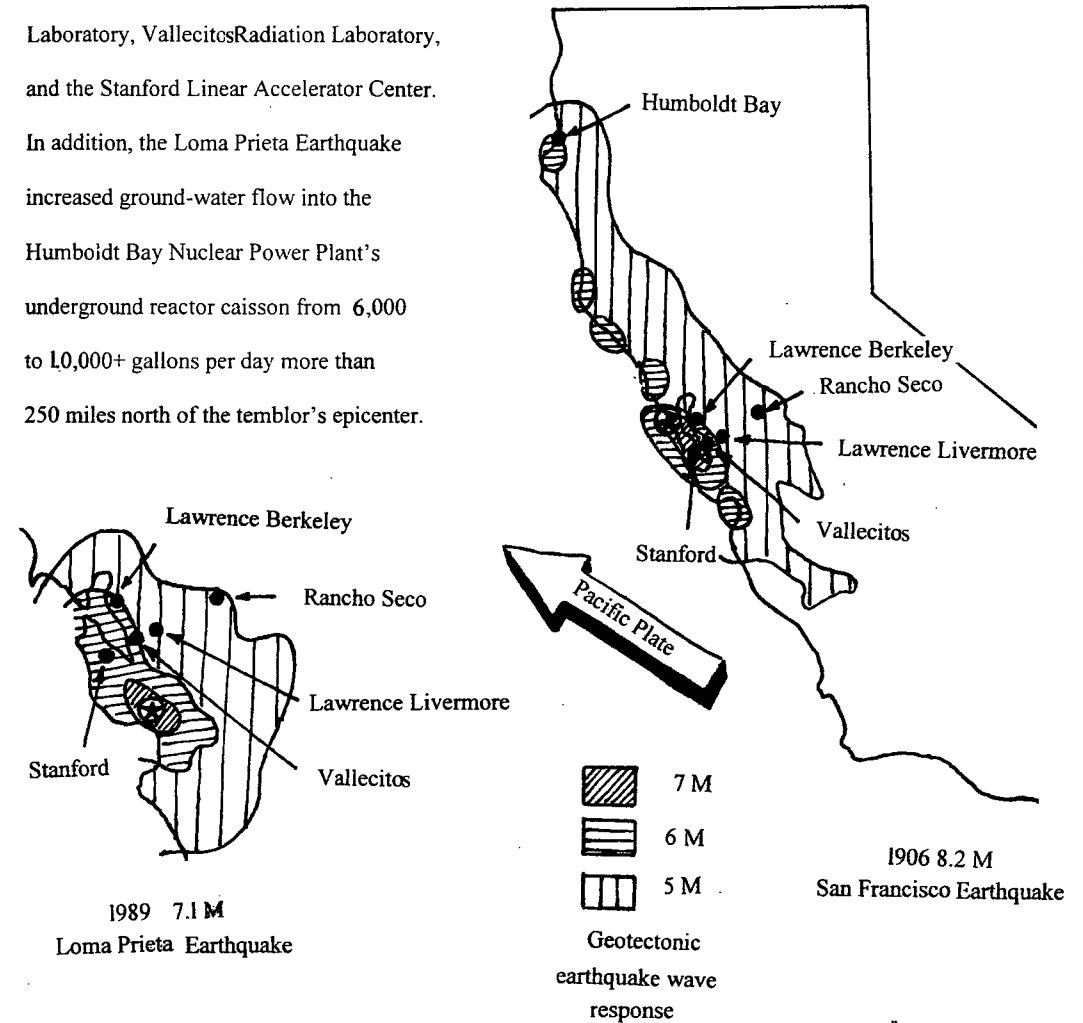 Laboratory, VallecitosRadiation Laboratory,
and the Stanford Linear Accelerator Center.
In addition, the Loma Prieta Earthquake
increased ground-water flow into the
Humboldt Bay Nuclear Power Plant's
underground reactor caisson from 6,000
to 10,000+ gallons per day more than
250 miles north of the temblor's epicenter.
Humboldt Bay
Lawrence Berkeley
Rancho Seco
Lawrence Livermore
Vallecitos
Stanford
Pacific Plate
Lawrence Berkeley
Rancho Seco
Lawrence Livermore
Stanford
Vallecitos
7 M
6 M
5 M
Geotectonic
earthquake wave
response
1906 8.2 M
San Francisco Earthquake
1989 7.1 M
Loma Prieta Earthquake